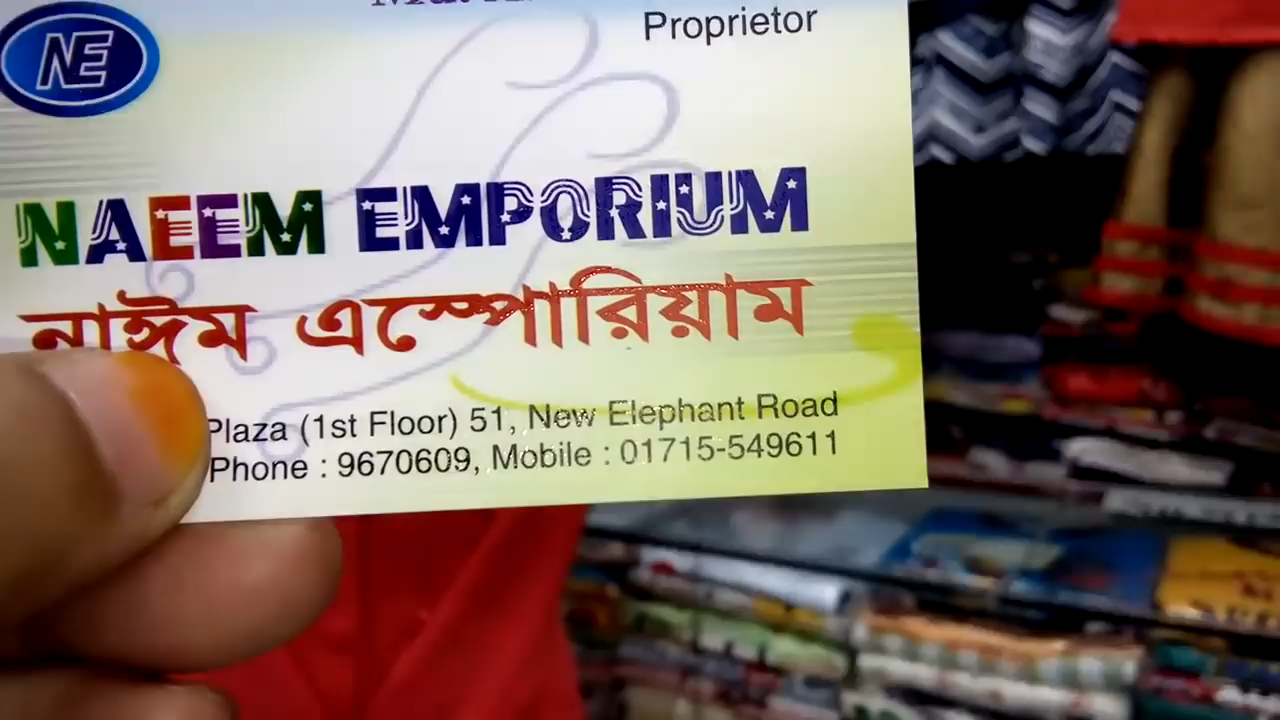 Proprietor
NE
NAEEM EMPORIUM
নাঈম এম্পোরিয়াম
Plaza (1st Floor) 51, New Elephant Road
Phone : 9670609, Mobile : 01715-549611